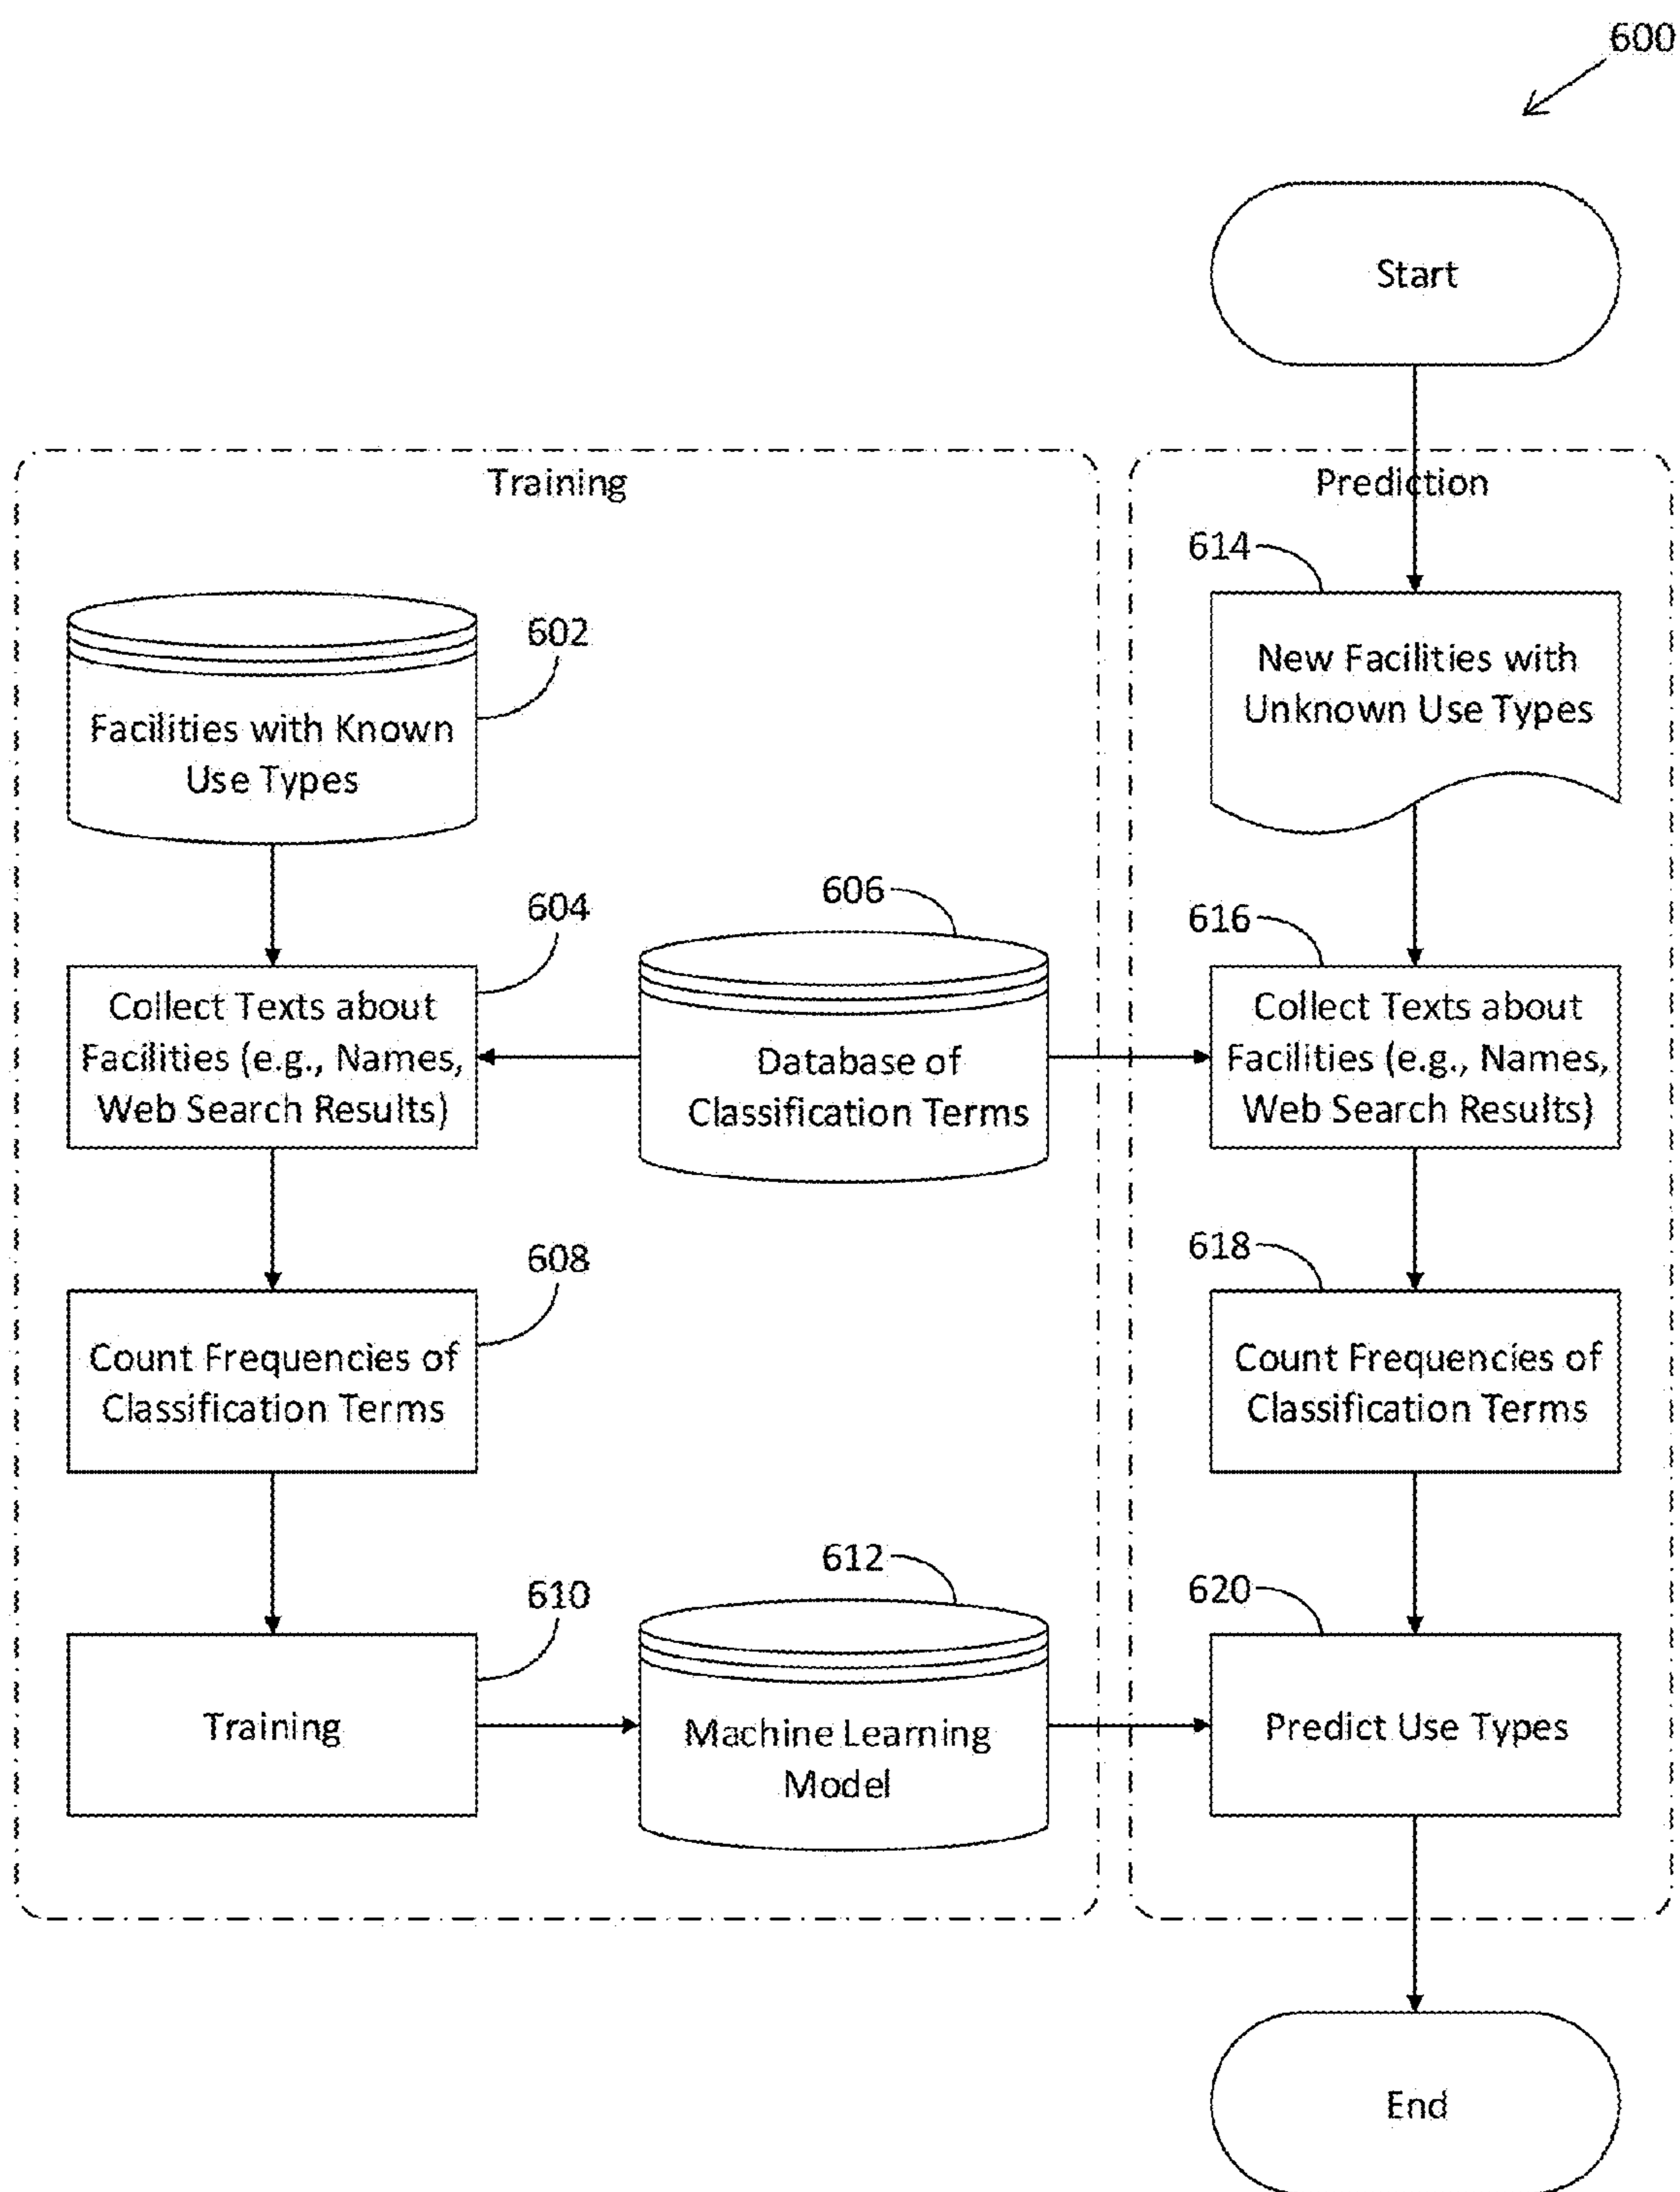 600
Start
Training
Prediction
602
Facilities with Known
Use Types
604
Collect Texts about
Facilities (e.g., Names,
Web Search Results)
606
Database of
Classification Terms
608
Count Frequencies of
Classification Terms
610
Training
612
Machine Learning
Model
614
New Facilities with
Unknown Use Types
616
Collect Texts about
Facilities (e.g., Names,
Web Search Results)
618
Count Frequencies of
Classification Terms
620
Predict Use Types
End